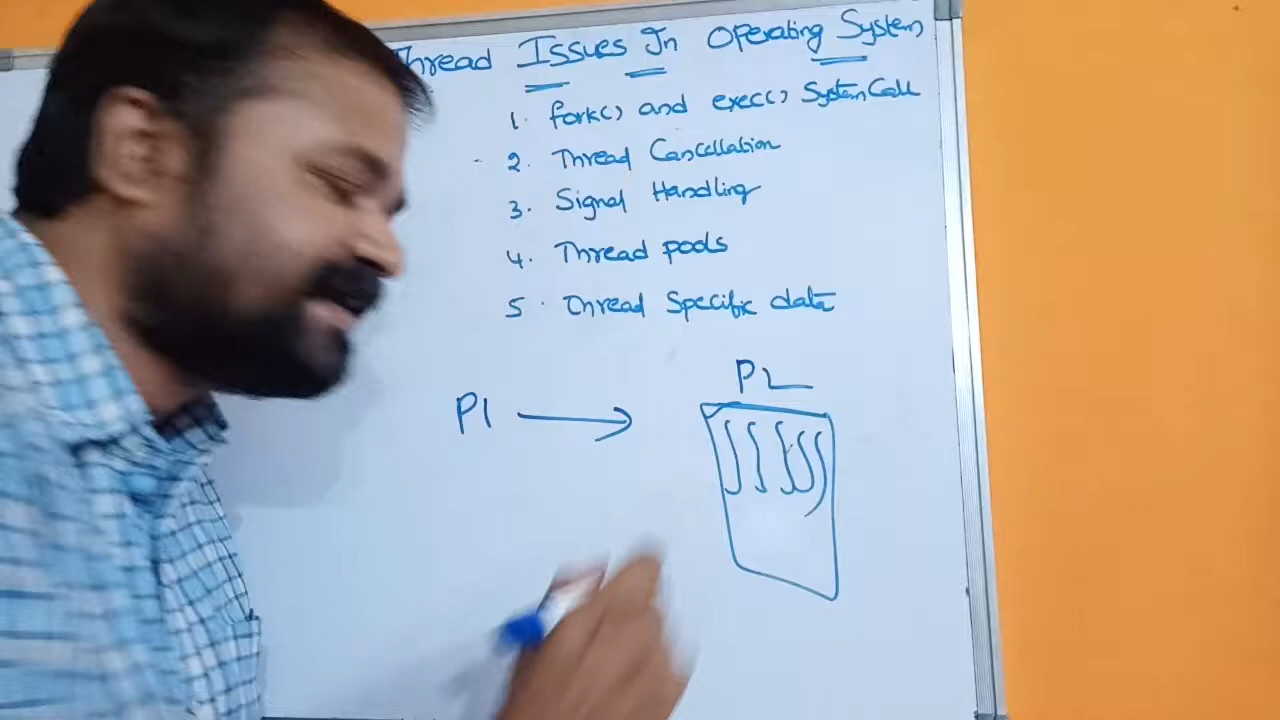 Thread Issues In Operating System
1. fork() and exec() System Call
2. Thread Cancellation
3. Signal Handling
4. Thread pools
5. Thread Specific data
P2
P1